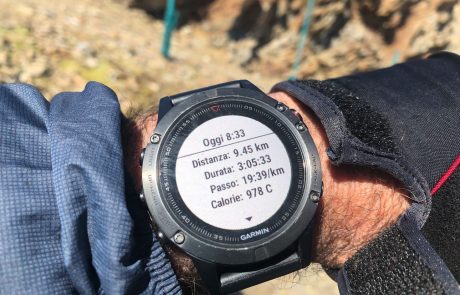 Oggi 8:33
Distanza: 9.45 km
Durata: 3:05:33
Passo: 19:39/km
Calorie: 978 C
GARMIN